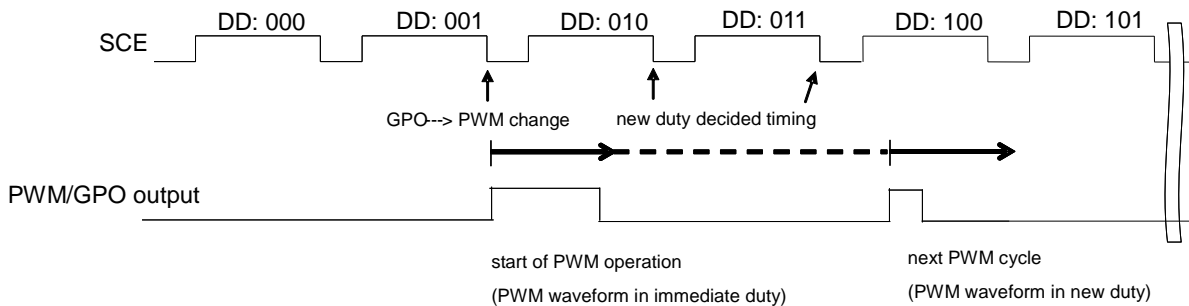 DD: 000 DD: 001 DD: 010 DD: 011 DD: 100 DD: 101
SCE
GPO---> PWM change new duty decided timing
PWM/GPO output
start of PWM operation next PWM cycle
(PWM waveform in immediate duty) (PWM waveform in new duty)